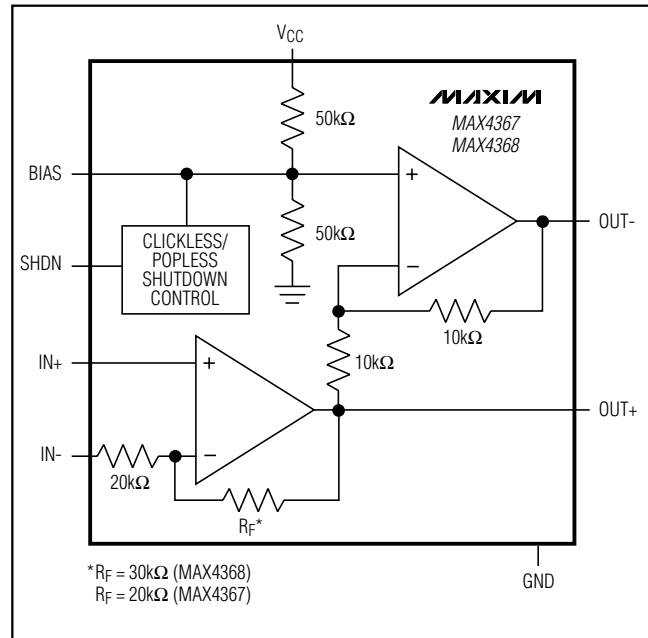 VCC
50kΩ
MAXIM
MAX4367
MAX4368
BIAS
+
50kΩ
OUT-
CLICKLESS/
POPLESS
SHUTDOWN
CONTROL
SHDN
−
10kΩ
10kΩ
IN+
+
OUT+
IN-
20kΩ
−
RF*
*RF = 30kΩ (MAX4368)
RF = 20kΩ (MAX4367)
GND